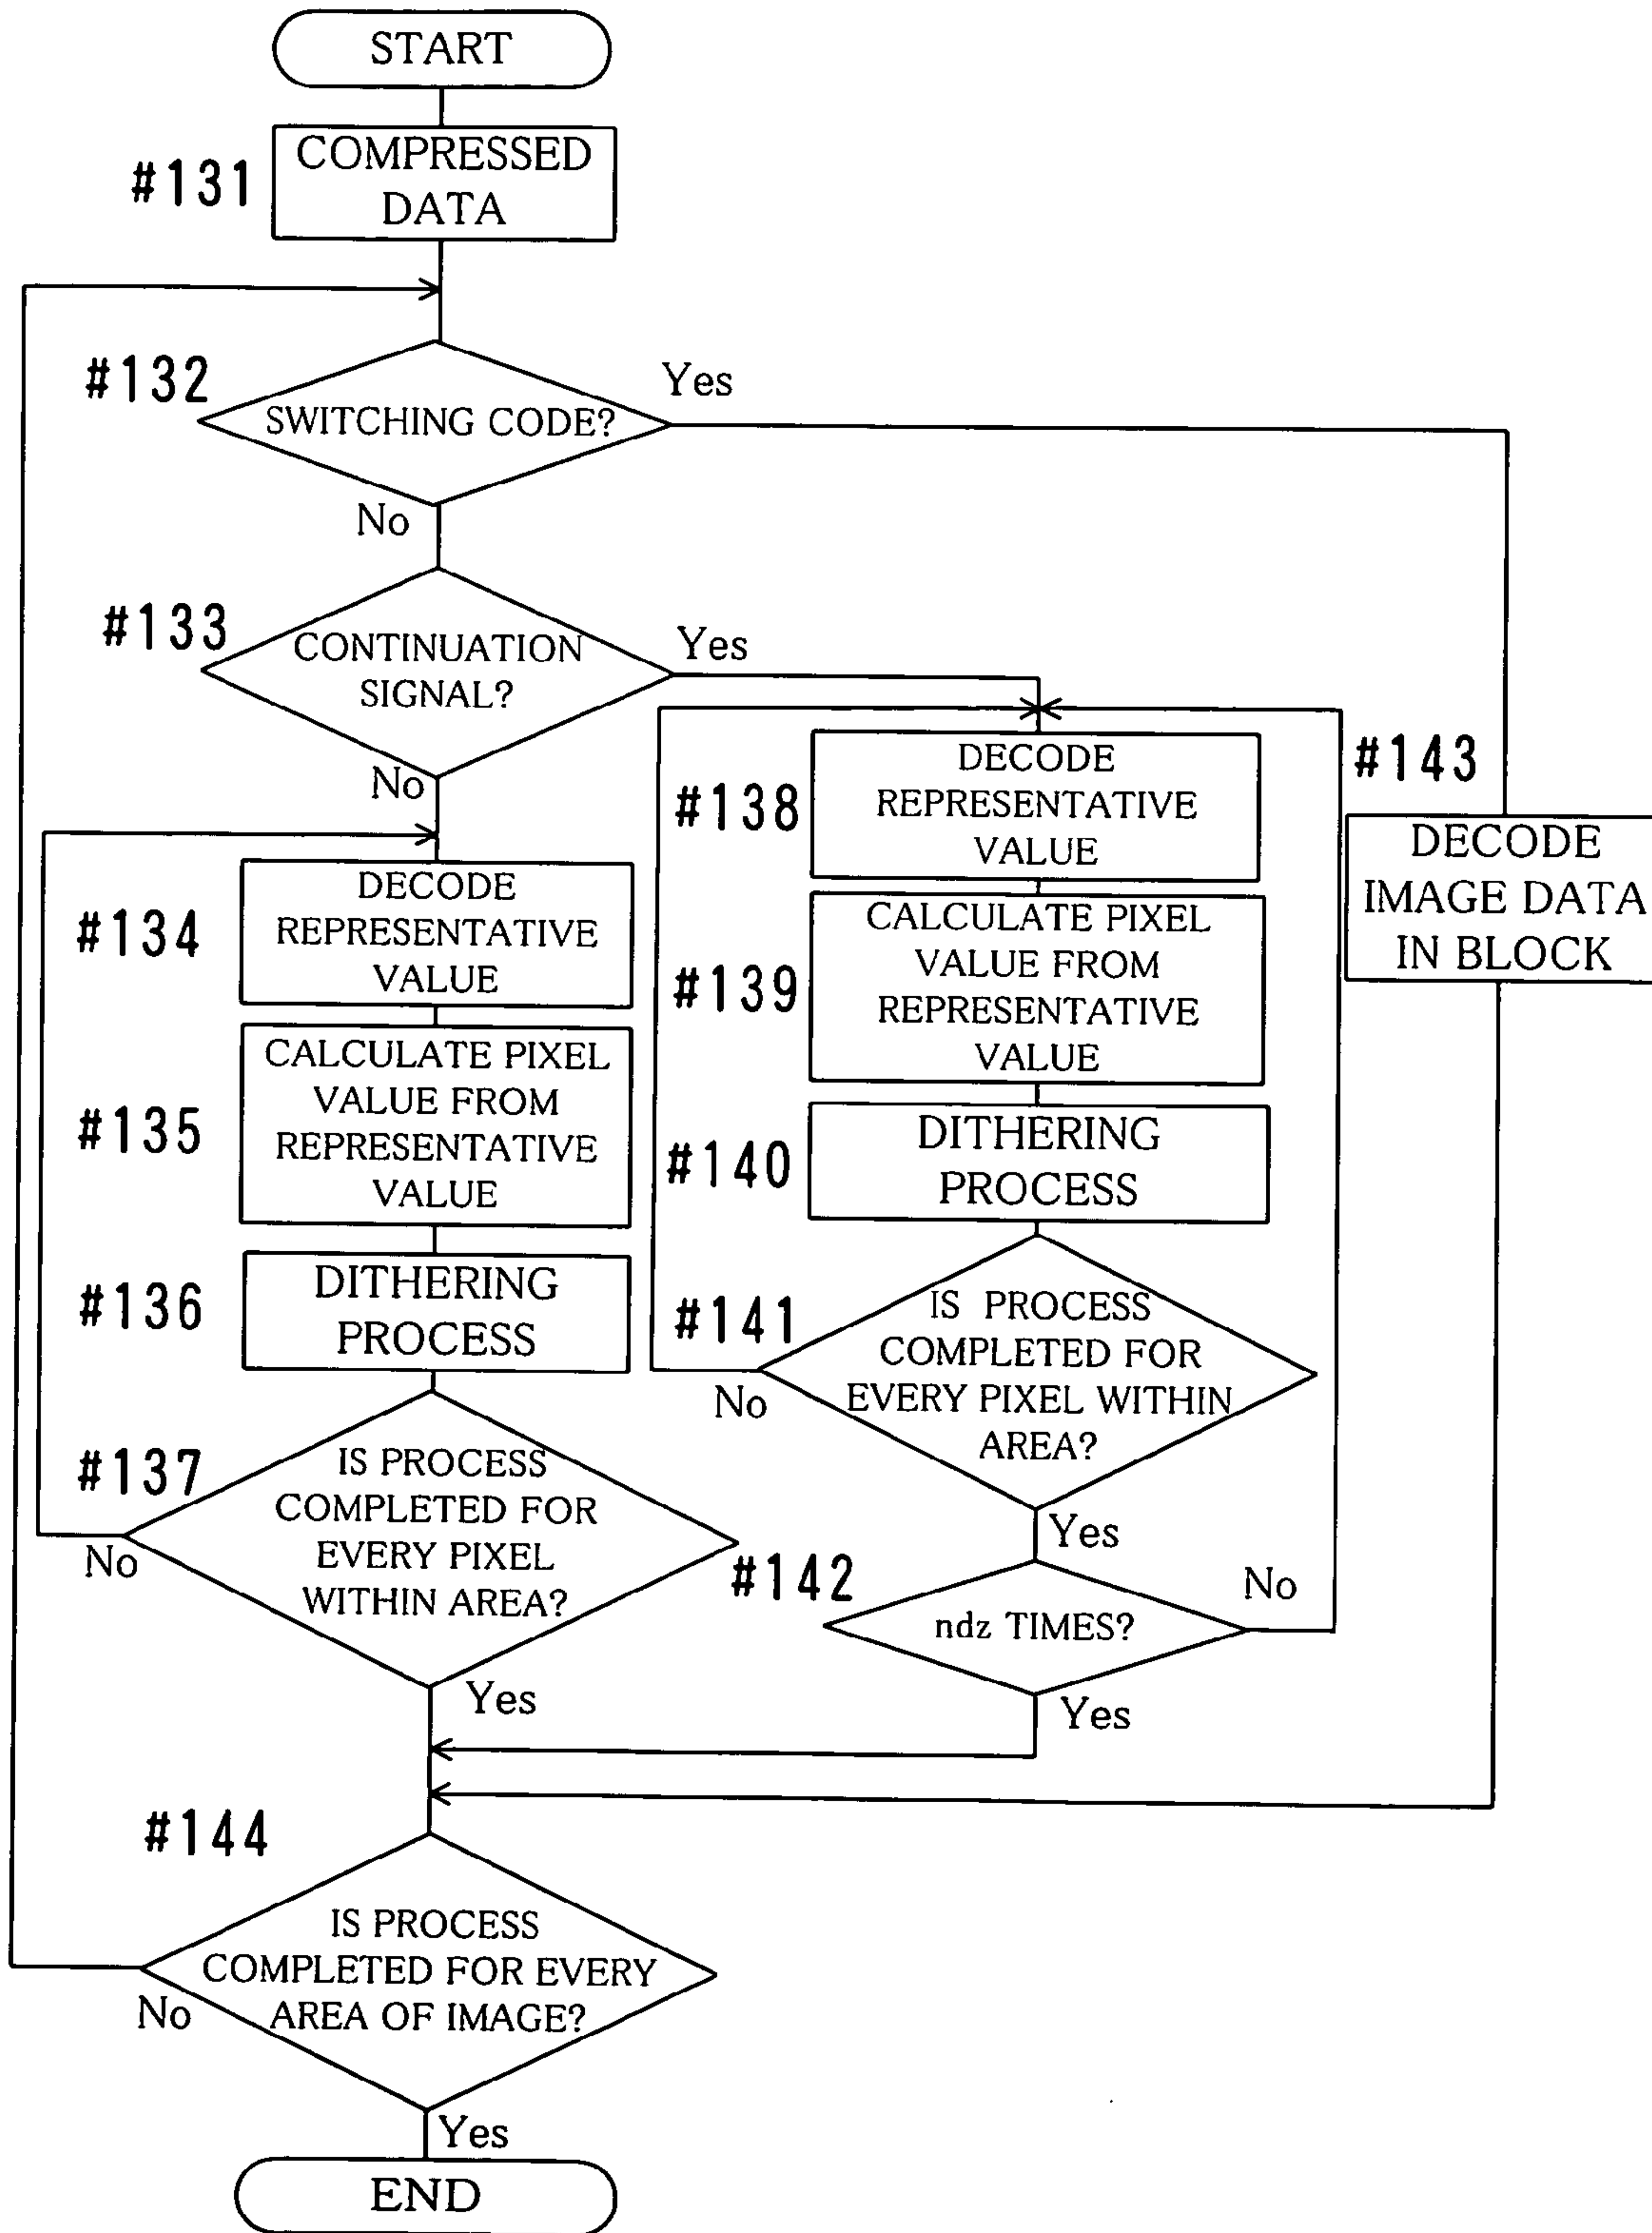 START
#131
COMPRESSED
DATA
#132
SWITCHING CODE?
Yes
No
#133
CONTINUATION
SIGNAL?
Yes
No
#134
DECODE
REPRESENTATIVE
VALUE
#135
CALCULATE PIXEL
VALUE FROM
REPRESENTATIVE
VALUE
#136
DITHERING
PROCESS
#137
IS PROCESS
COMPLETED FOR
EVERY PIXEL
WITHIN AREA?
No
Yes
#138
DECODE
REPRESENTATIVE
VALUE
#139
CALCULATE PIXEL
VALUE FROM
REPRESENTATIVE
VALUE
#140
DITHERING
PROCESS
#141
IS PROCESS
COMPLETED FOR
EVERY PIXEL WITHIN
AREA?
No
Yes
#142
ndz TIMES?
No
Yes
#143
DECODE
IMAGE DATA
IN BLOCK
#144
IS PROCESS
COMPLETED FOR EVERY
AREA OF IMAGE?
No
Yes
END